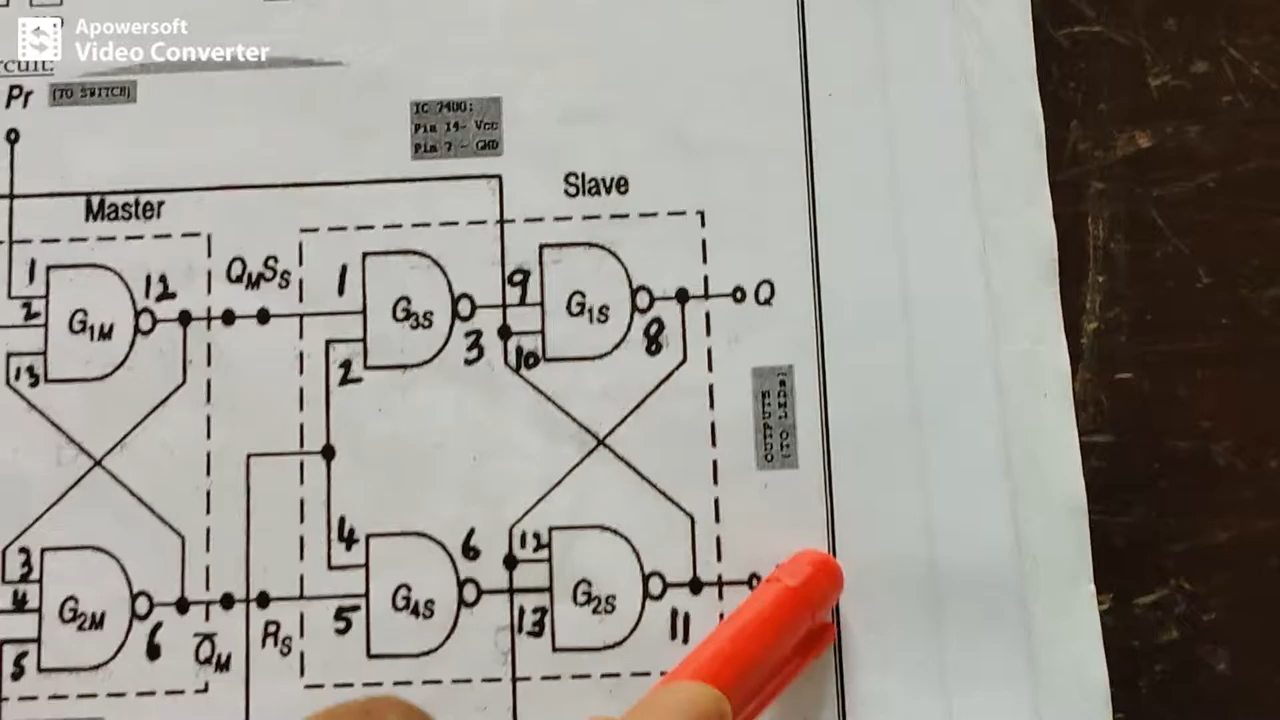 Apowersoft
Video Converter
rcuit:
Pr
(TO SWITCH)
IC 7400:
Pin 14- Vcc
Pin 7 - GND
Slave
Master
1
12
QMSS
1
9
Q
2
G1M
G3S
G1S
3
8
13
2
10
OUTPUTS
(TO LEDs)
4
6
12
3
4
G2M
G4S
G2S
5
6
Q̅M
RS
5
13
11